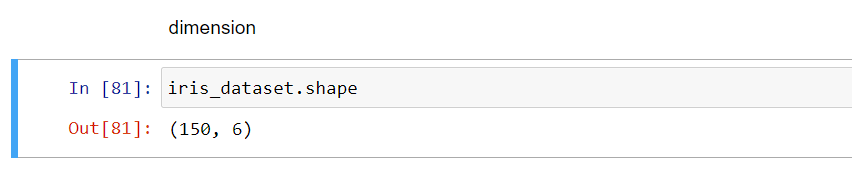 dimension
In [81]: iris_dataset.shape
Out[81]: (150, 6)